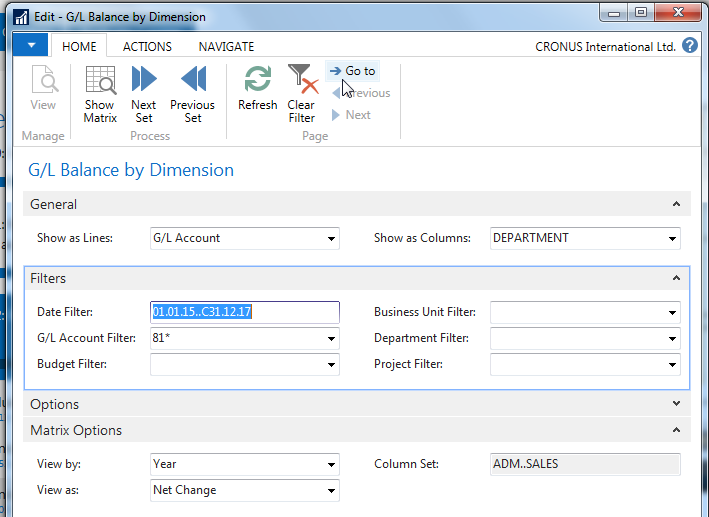 Edit - G/L Balance by Dimension
HOME ACTIONS NAVIGATE CRONUS International Ltd. ?
View Show Matrix Next Set Previous Set Refresh Clear Filter Go to
Previous
Next
Manage Process Page
G/L Balance by Dimension
General
Show as Lines: G/L Account Show as Columns: DEPARTMENT
Filters
Date Filter: 01.01.15..C31.12.17 Business Unit Filter:
G/L Account Filter: 81* Department Filter:
Budget Filter: Project Filter:
Options
Matrix Options
View by: Year Column Set: ADM..SALES
View as: Net Change